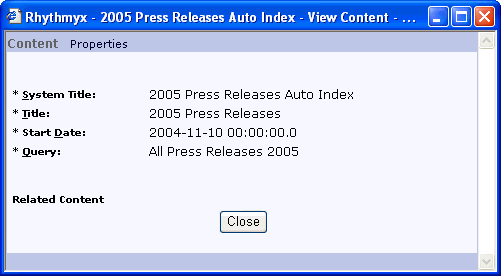 Rhythmyx - 2005 Press Releases Auto Index - View Content - ...
Content Properties
* System Title: 2005 Press Releases Auto Index
* Title: 2005 Press Releases
* Start Date: 2004-11-10 00:00:00.0
* Query: All Press Releases 2005
Related Content
Close